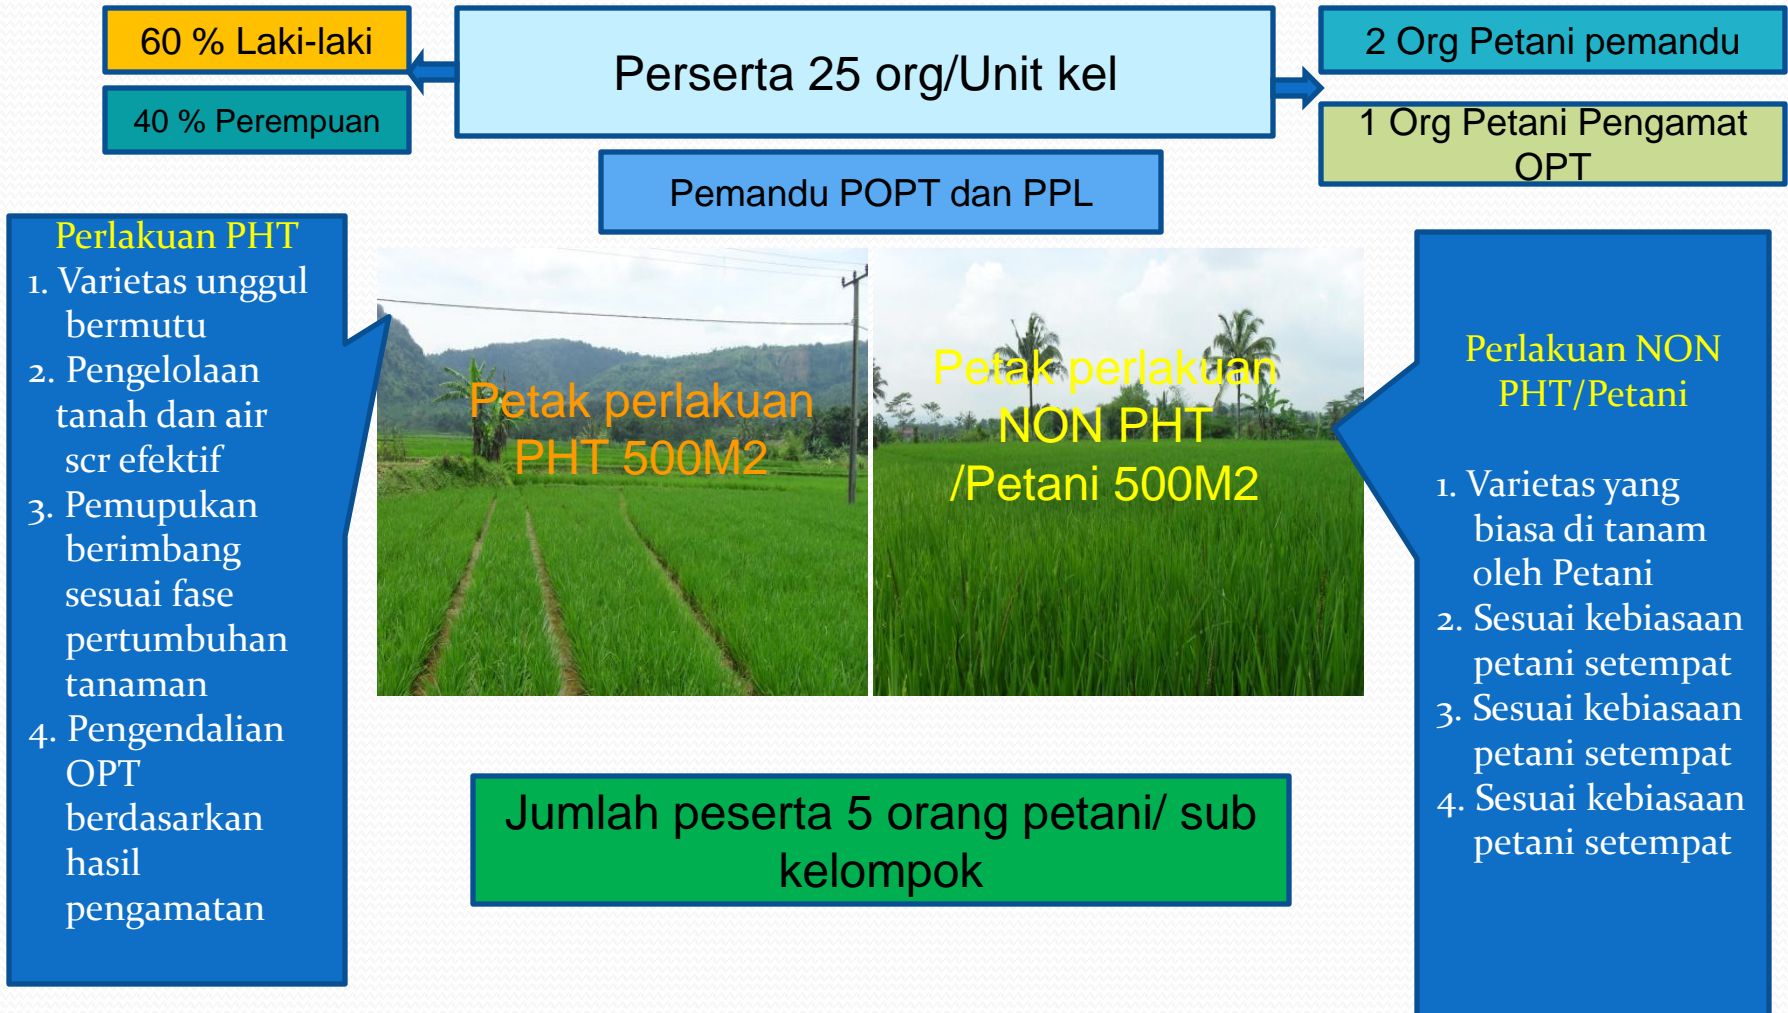 60 % Laki-laki
40 % Perempuan
Perserta 25 org/Unit kel
2 Org Petani pemandu
1 Org Petani Pengamat
OPT
Pemandu POPT dan PPL
Perlakuan PHT
1. Varietas unggul
bermutu
2. Pengelolaan
tanah dan air
scr efektif
3. Pemupukan
berimbang
sesuai fase
pertumbuhan
tanaman
4. Pengendalian
OPT
berdasarkan
hasil
pengamatan
Petak perlakuan
PHT 500M2
Petak perlakuan
NON PHT
/Petani 500M2
Perlakuan NON
PHT/Petani
1. Varietas yang
biasa di tanam
oleh Petani
2. Sesuai kebiasaan
petani setempat
3. Sesuai kebiasaan
petani setempat
4. Sesuai kebiasaan
petani setempat
Jumlah peserta 5 orang petani/ sub
kelompok